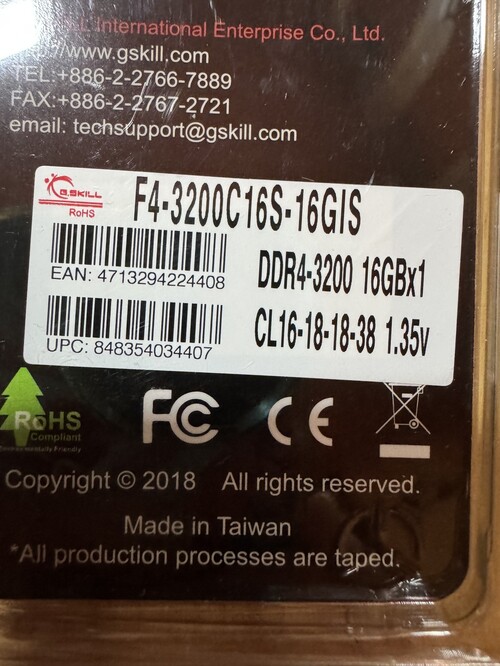 International Enterprise Co., Ltd.
//www.gskill.com
TEL:+886-2-2766-7889
FAX:+886-2-2767-2721
email: techsupport@gskill.com
G.SKILL
RoHS
F4-3200C16S-16GIS
EAN: 4713294224408
DDR4-3200 16GBx1
UPC: 848354034407
CL16-18-18-38 1.35v
RoHS
Compliant
Environmentally Friendly
FC CE
Copyright © 2018 All rights reserved.
Made in Taiwan
*All production processes are taped.